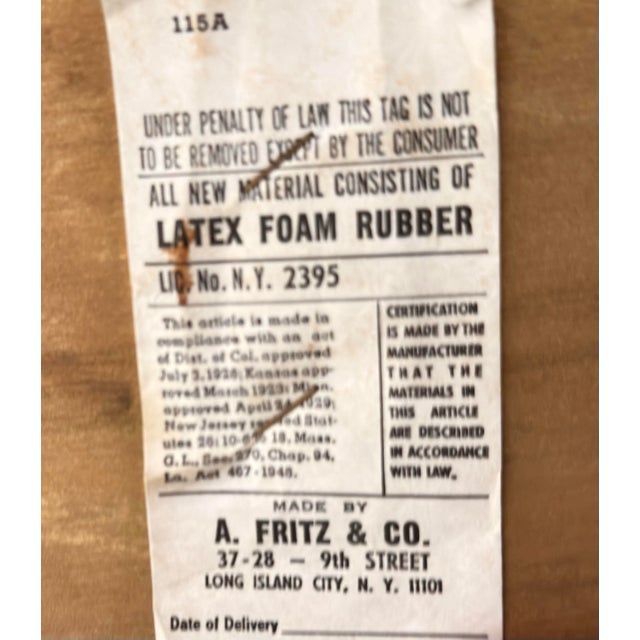 115A
UNDER PENALTY OF LAW THIS TAG IS NOT
TO BE REMOVED EXCEPT BY THE CONSUMER
ALL NEW MATERIAL CONSISTING OF
LATEX FOAM RUBBER
LIC. No. N.Y. 2395
This article is made in
compliance with an act
of Dist. of Col. approved
July 3, 1926; Kansas app-
roved March 1923; Minn.
approved April 24, 1929;
New Jersey revised Stat-
utes 26:10-6 18, Mass.
G. L., Sec. 270, Chap. 94,
La. Act 467-1948.
CERTIFICATION
IS MADE BY THE
MANUFACTURER
THAT THE
MATERIALS IN
THIS ARTICLE
ARE DESCRIBED
IN ACCORDANCE
WITH LAW.
MADE BY
A. FRITZ & CO.
37-28 — 9th STREET
LONG ISLAND CITY, N. Y. 11101
Date of Delivery